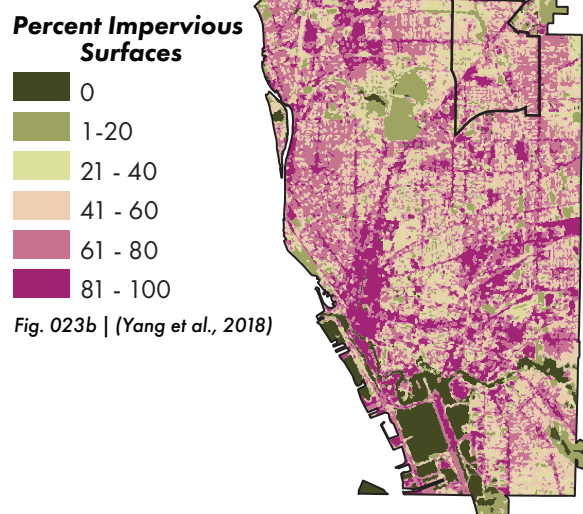 Percent Impervious
Surfaces
0
1-20
21 - 40
41 - 60
61 - 80
81 - 100
Fig. 023b | (Yang et al., 2018)